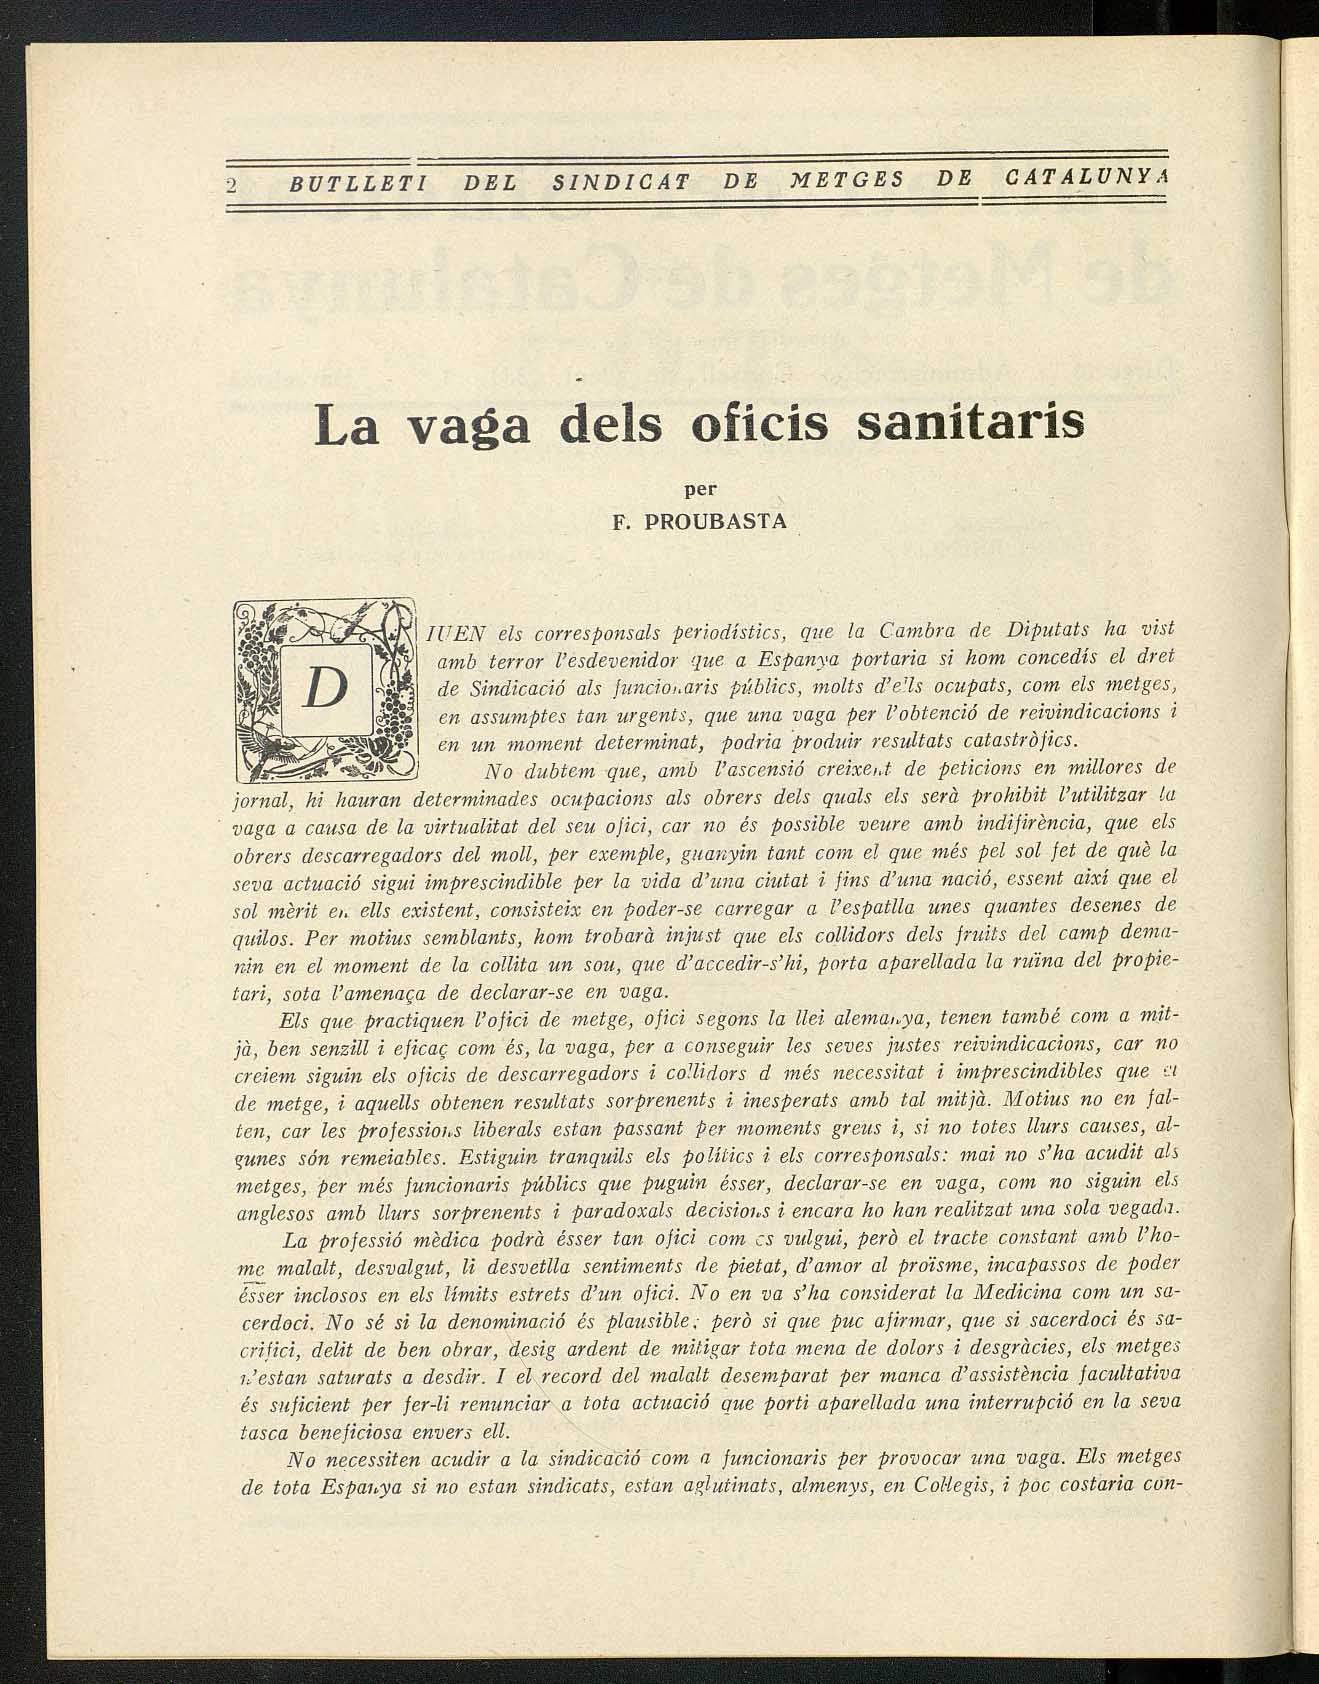 2 BUTLLETI DEL SINDICAT DE METGES DE CATALUNYA
La vaga dels oficis sanitaris
per
F. PROUBASTA
DIUEN els corresponsals periodístics, que la Cambra de Diputats ha vist
amb terror l'esdevenidor que a Espanya portaria si hom concedís el dret
de Sindicació als funcionaris públics, molts d'ells ocupats, com els metges,
en assumptes tan urgents, que una vaga per l'obtenció de reivindicacions i
en un moment determinat, podria produir resultats catastròfics.
No dubtem que, amb l'ascensió creixent de peticions en millores de
jornal, hi hauran determinades ocupacions als obrers dels quals els serà prohibit l'utilitzar la
vaga a causa de la virtualitat del seu ofici, car no és possible veure amb indifirència, que els
obrers descarregadors del moll, per exemple, guanyin tant com el que més pel sol fet de què la
seva actuació sigui imprescindible per la vida d'una ciutat i fins d'una nació, essent així que el
sol mèrit en ells existent, consisteix en poder-se carregar a l'espatlla unes quantes desenes de
quilos. Per motius semblants, hom trobarà injust que els collidors dels fruits del camp dema-
nin en el moment de la collita un sou, que d'accedir-s'hi, porta aparellada la ruïna del propie-
tari, sota l'amenaça de declarar-se en vaga.
Els que practiquen l'ofici de metge, ofici segons la llei alemanya, tenen també com a mit-
jà, ben senzill i eficaç com és, la vaga, per a conseguir les seves justes reivindicacions, car no
creiem siguin els oficis de descarregadors i collidors d més necessitat i imprescindibles que el
de metge, i aquells obtenen resultats sorprenents i inesperats amb tal mitjà. Motius no en fal-
ten, car les professions liberals estan passant per moments greus i, si no totes llurs causes, al-
gunes són remeiables. Estiguin tranquils els polítics i els corresponsals: mai no s'ha acudit als
metges, per més funcionaris públics que puguin ésser, declarar-se en vaga, com no siguin els
anglesos amb llurs sorprenents i paradoxals decisions i encara ho han realitzat una sola vegada.
La professió mèdica podrà ésser tan ofici com es vulgui, però el tracte constant amb l'ho-
me malalt, desvalgut, li desvetlla sentiments de pietat, d'amor al proïsme, incapassos de poder
ésser inclosos en els límits estrets d'un ofici. No en va s'ha considerat la Medicina com un sa-
cerdoci. No sé si la denominació és plausible; però si que puc afirmar, que si sacerdoci és sa-
crifici, delit de ben obrar, desig ardent de mitigar tota mena de dolors i desgràcies, els metges
n'estan saturats a desdir. I el record del malalt desemparat per manca d'assistència facultativa
és suficient per fer-li renunciar a tota actuació que porti aparellada una interrupció en la seva
tasca beneficiosa envers ell.
No necessiten acudir a la sindicació com a funcionaris per provocar una vaga. Els metges
de tota Espanya si no estan sindicats, estan aglutinats, almenys, en Col·legis, i poc costaria con-